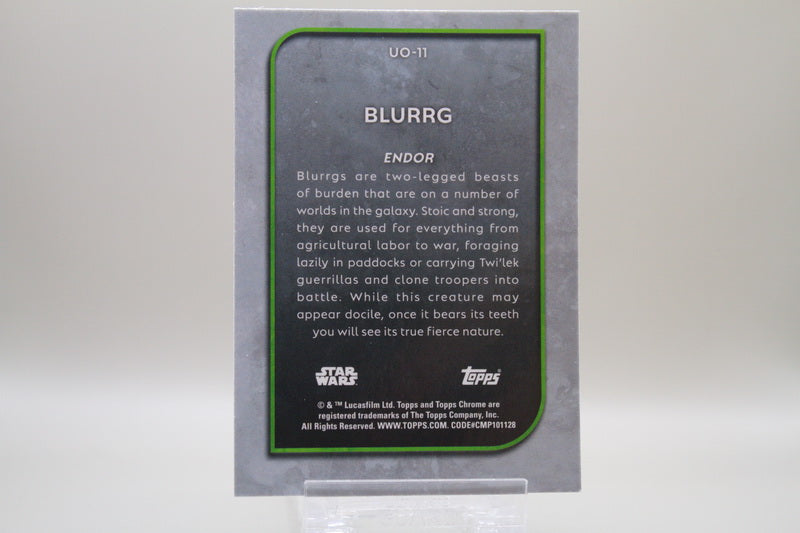 UO-11
BLURRG
ENDOR
Blurrgs are two-legged beasts
of burden that are on a number of
worlds in the galaxy. Stoic and strong,
they are used for everything from
agricultural labor to war, foraging
lazily in paddocks or carrying Twi'lek
guerrillas and clone troopers into
battle. While this creature may
appear docile, once it bears its teeth
you will see its true fierce nature.
STAR WARS
Topps
© & ™ Lucasfilm Ltd. Topps and Topps Chrome are
registered trademarks of The Topps Company, Inc.
All Rights Reserved. WWW.TOPPS.COM. CODE#CMP101128